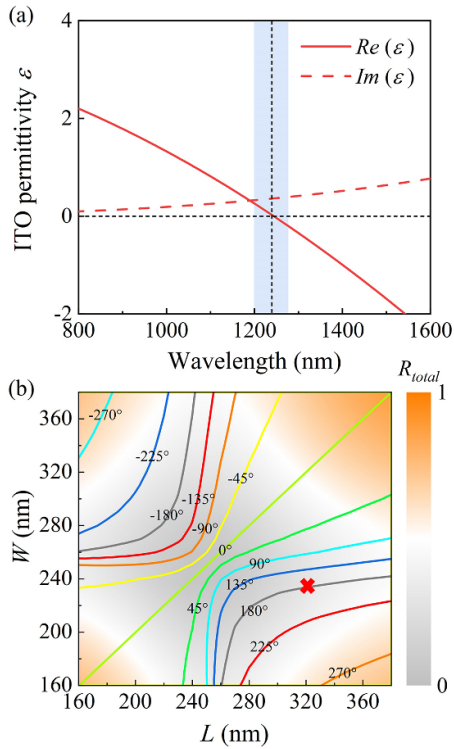 (a)
4
2
0
-2
ITO permittivity ε
Re (ε)
Im (ε)
800 1000 1200 1400 1600
Wavelength (nm)
(b)
R_total
1
0
360
320
280
240
200
160
W (nm)
-270°
-225°
-180°
-135°
-90°
-45°
0°
45°
90°
135°
180°
225°
270°
160 200 240 280 320 360
L (nm)